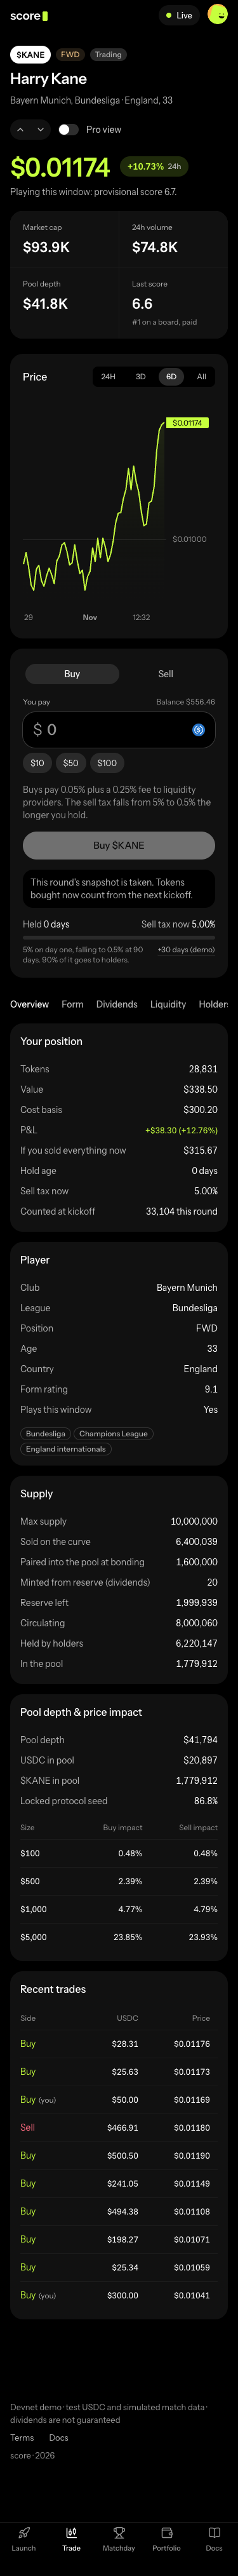 score
Live
$KANE FWD Trading
Harry Kane
Bayern Munich, Bundesliga · England, 33
Pro view
$0.01174 +10.73% 24h
Playing this window: provisional score 6.7.
Market cap 24h volume
$93.9K $74.8K
Pool depth Last score
$41.8K 6.6
#1 on a board, paid
Price 24H 3D 6D All
$0.01174
$0.01000
29 Nov 12:32
Buy Sell
You pay Balance $556.46
$ 0
$10 $50 $100
Buys pay 0.05% plus a 0.25% fee to liquidity
providers. The sell tax falls from 5% to 0.5% the
longer you hold.
Buy $KANE
This round's snapshot is taken. Tokens
bought now count from the next kickoff.
Held 0 days Sell tax now 5.00%
5% on day one, falling to 0.5% at 90
days. 90% of it goes to holders.
+30 days (demo)
Overview Form Dividends Liquidity Holders
Your position
Tokens 28,831
Value $338.50
Cost basis $300.20
P&L +$38.30 (+12.76%)
If you sold everything now $315.67
Hold age 0 days
Sell tax now 5.00%
Counted at kickoff 33,104 this round
Player
Club Bayern Munich
League Bundesliga
Position FWD
Age 33
Country England
Form rating 9.1
Plays this window Yes
Bundesliga Champions League
England internationals
Supply
Max supply 10,000,000
Sold on the curve 6,400,039
Paired into the pool at bonding 1,600,000
Minted from reserve (dividends) 20
Reserve left 1,999,939
Circulating 8,000,060
Held by holders 6,220,147
In the pool 1,779,912
Pool depth & price impact
Pool depth $41,794
USDC in pool $20,897
$KANE in pool 1,779,912
Locked protocol seed 86.8%
Size Buy impact Sell impact
$100 0.48% 0.48%
$500 2.39% 2.39%
$1,000 4.77% 4.79%
$5,000 23.85% 23.93%
Recent trades
Side USDC Price
Buy $28.31 $0.01176
Buy $25.63 $0.01173
Buy (you) $50.00 $0.01169
Sell $466.91 $0.01180
Buy $500.50 $0.01190
Buy $241.05 $0.01149
Buy $494.38 $0.01108
Buy $198.27 $0.01071
Buy $25.34 $0.01059
Buy (you) $300.00 $0.01041
Devnet demo · test USDC and simulated match data ·
dividends are not guaranteed
Terms Docs
score · 2026
Launch Trade Matchday Portfolio Docs